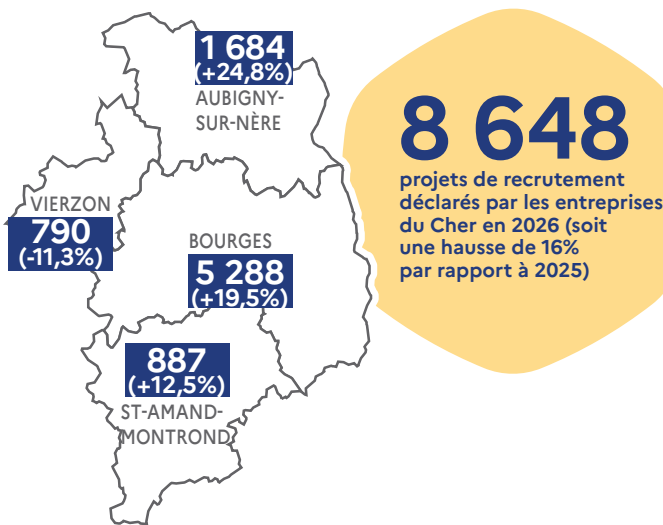 1 684
(+24,8%)
AUBIGNY-
SUR-NÈRE
VIERZON
790
(-11,3%)
BOURGES
5 288
(+19,5%)
887
(+12,5%)
ST-AMAND-
MONTROND
8 648
projets de recrutement
déclarés par les entreprises
du Cher en 2026 (soit
une hausse de 16%
par rapport à 2025)